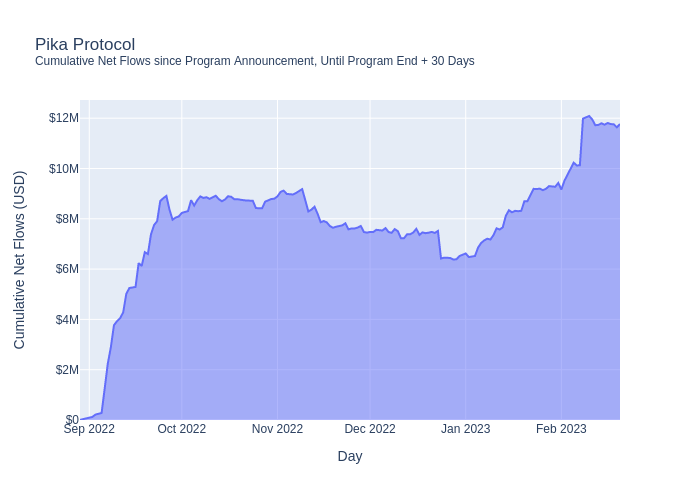 Pika Protocol
Cumulative Net Flows since Program Announcement, Until Program End + 30 Days
Cumulative Net Flows (USD)
$12M
$10M
$8M
$6M
$4M
$2M
$0
Sep 2022 Oct 2022 Nov 2022 Dec 2022 Jan 2023 Feb 2023
Day